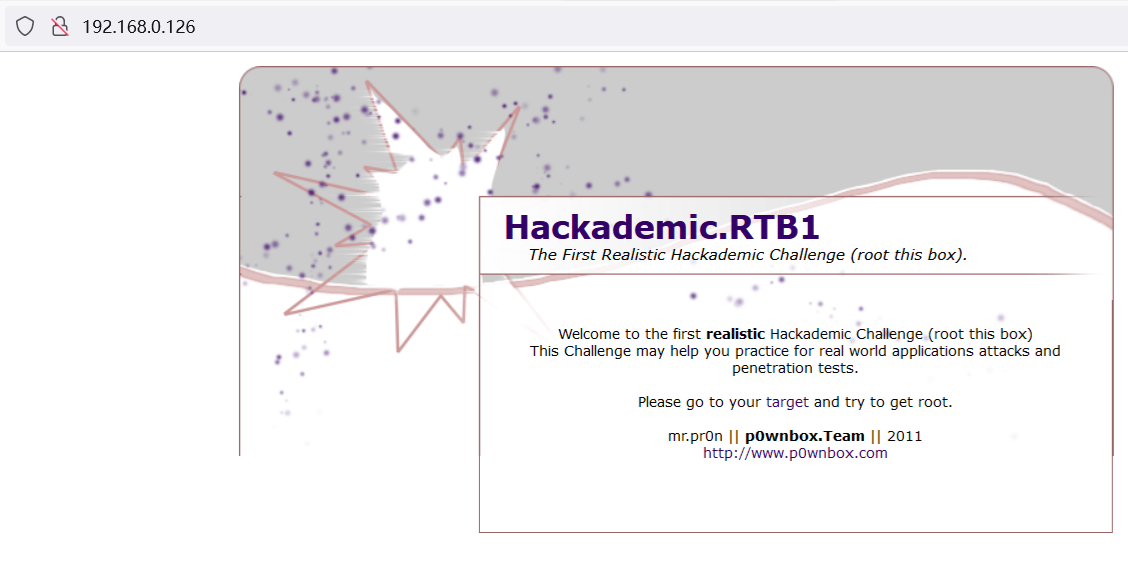 192.168.0.126
Hackademic.RTB1
The First Realistic Hackademic Challenge (root this box).
Welcome to the first realistic Hackademic Challenge (root this box)
This Challenge may help you practice for real world applications attacks and
penetration tests.
Please go to your target and try to get root.
mr.pr0n || p0wnbox.Team || 2011
http://www.p0wnbox.com